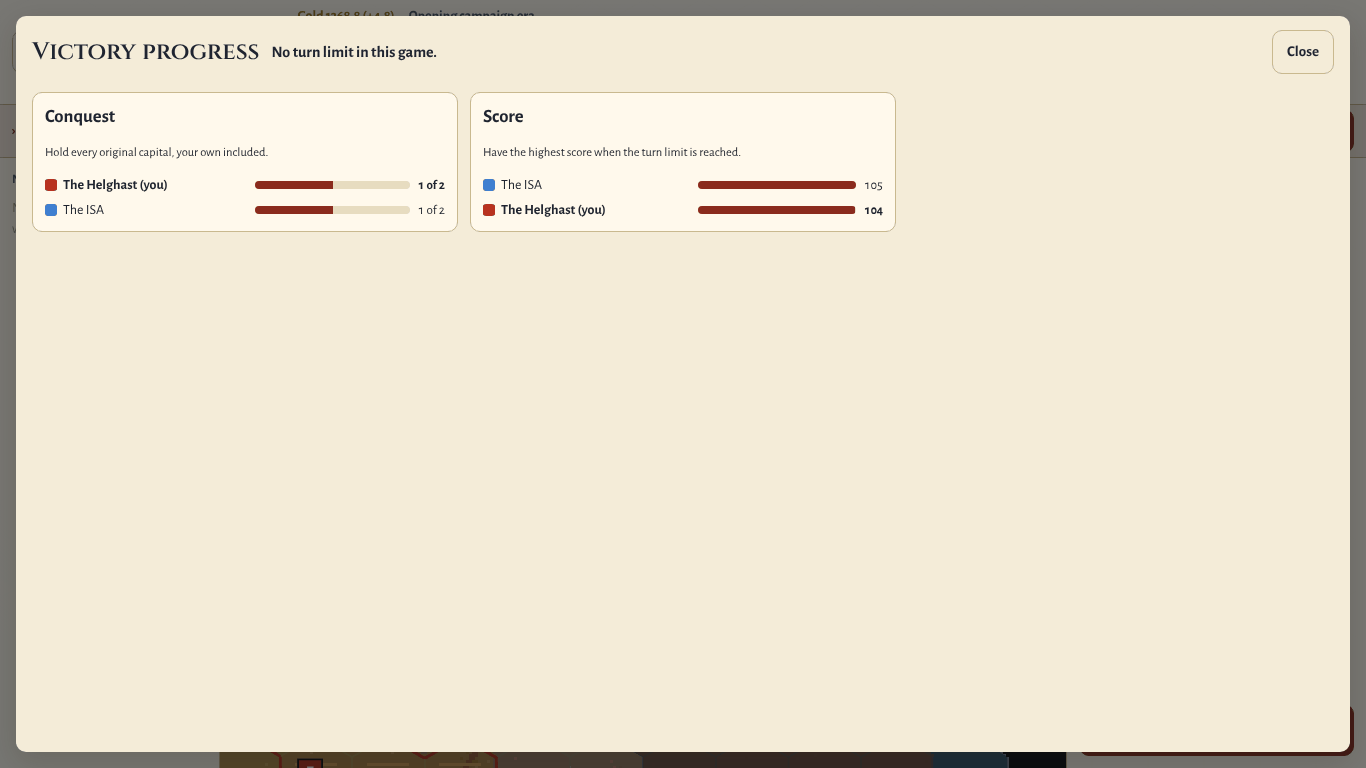 Victory progress
No turn limit in this game.
Close
Conquest
Hold every original capital, your own included.
The Helghast (you) 1 of 2
The ISA 1 of 2
Score
Have the highest score when the turn limit is reached.
The ISA 105
The Helghast (you) 104